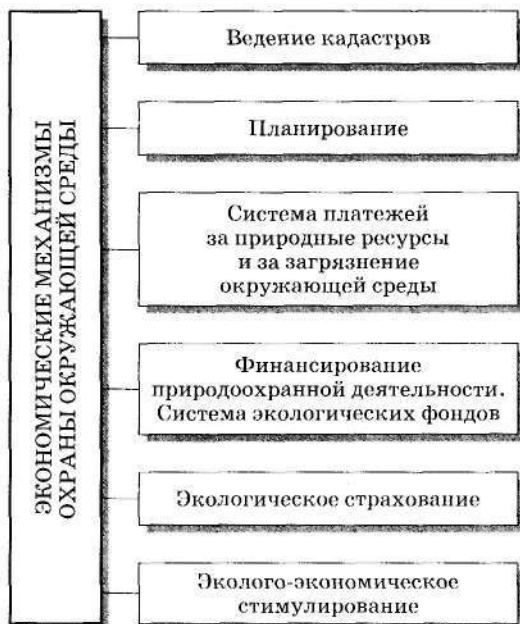 ЭКОНОМИЧЕСКИЕ МЕХАНИЗМЫ
ОХРАНЫ ОКРУЖАЮЩЕЙ СРЕДЫ
Ведение кадастров
Планирование
Система платежей
за природные ресурсы
и за загрязнение
окружающей среды
Финансирование
природоохранной деятельности.
Система экологических фондов
Экологическое страхование
Эколого-экономическое
стимулирование